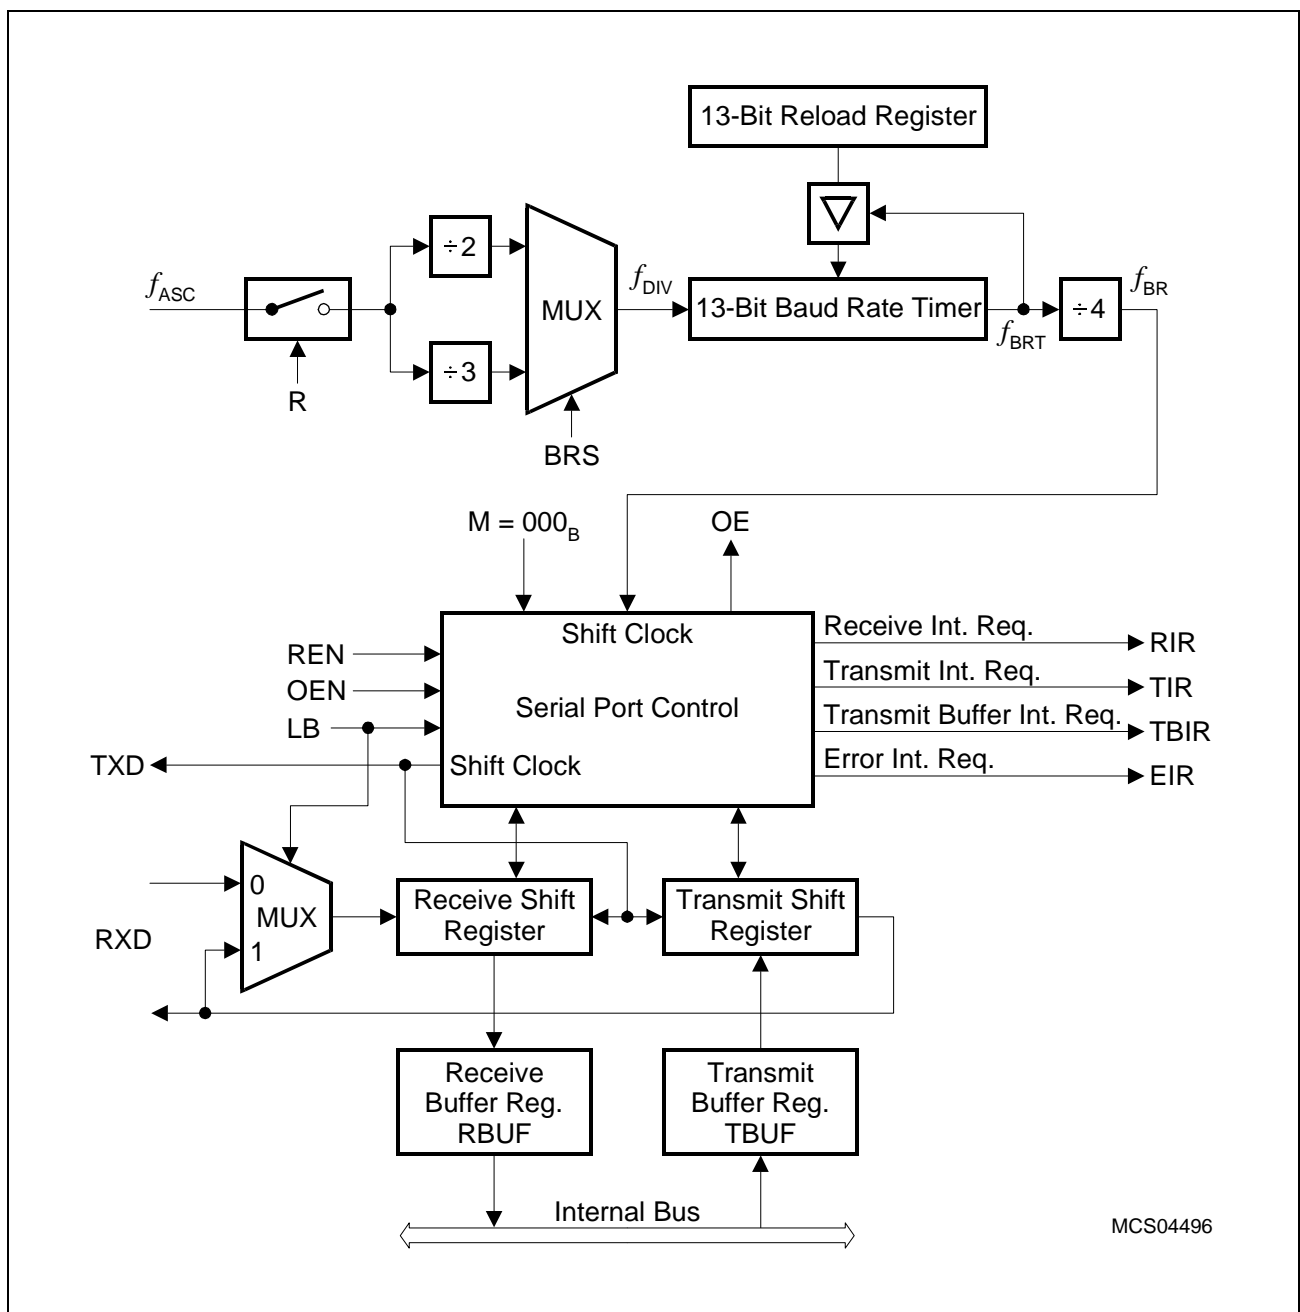 13-Bit Reload Register
÷2
fASC
fDIV
fBR
MUX
13-Bit Baud Rate Timer
÷4
fBRT
÷3
R
BRS
M = 000B
OE
Shift Clock
Receive Int. Req.
RIR
REN
Transmit Int. Req.
TIR
OEN
Serial Port Control
Transmit Buffer Int. Req.
TBIR
LB
Error Int. Req.
EIR
TXD
Shift Clock
0
MUX
1
RXD
Receive Shift
Register
Transmit Shift
Register
Receive
Buffer Reg.
RBUF
Transmit
Buffer Reg.
TBUF
Internal Bus
MCS04496